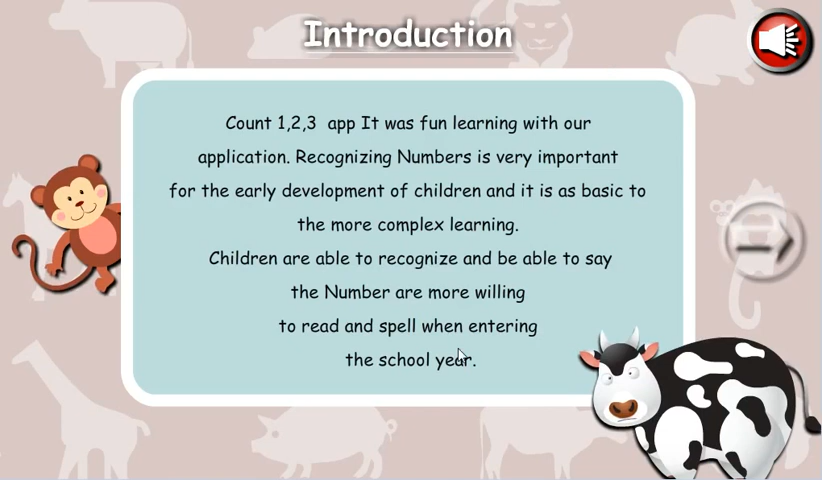 Introduction
Count 1,2,3 app It was fun learning with our
application. Recognizing Numbers is very important
for the early development of children and it is as basic to
the more complex learning.
Children are able to recognize and be able to say
the Number are more willing
to read and spell when entering
the school year.